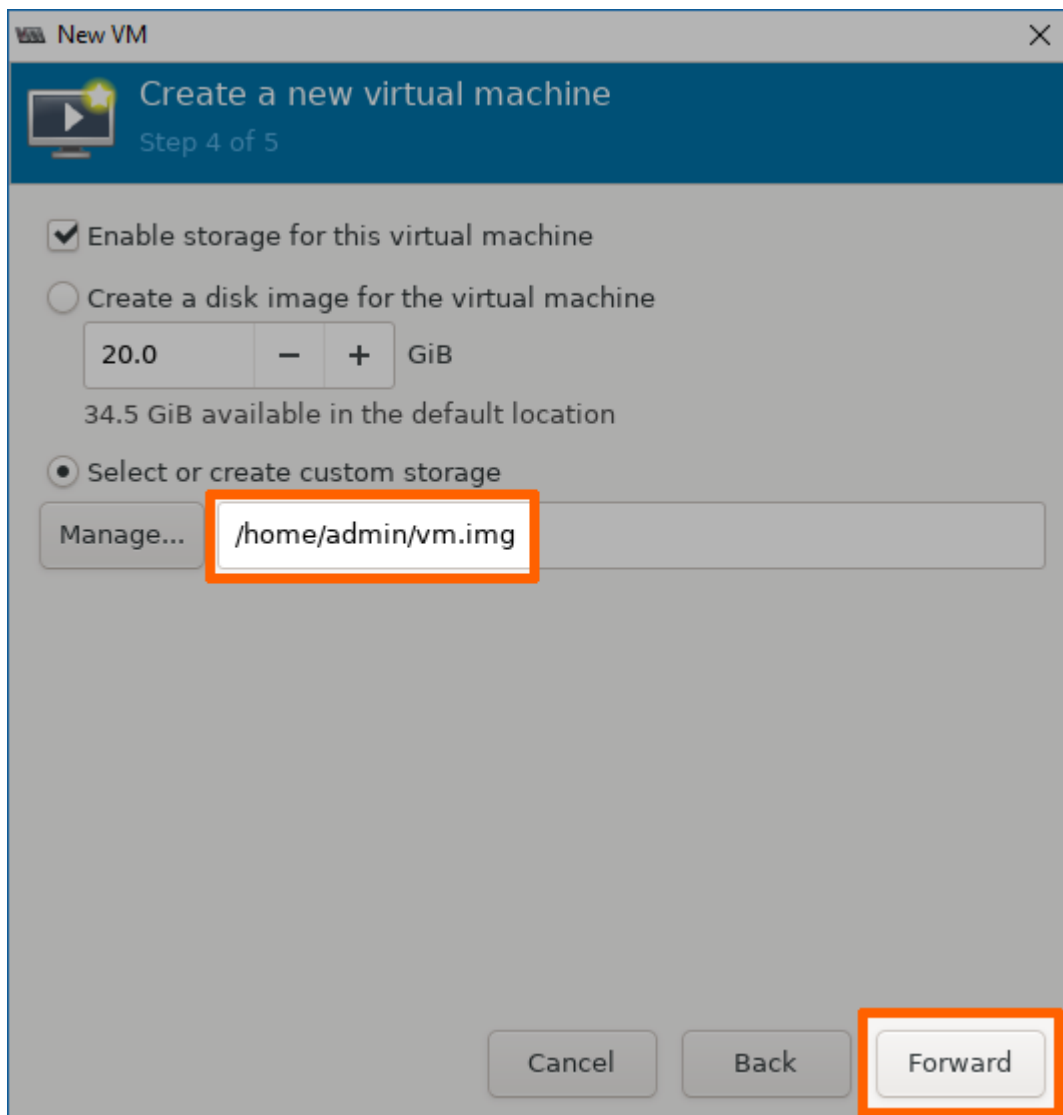 New VM
Create a new virtual machine
Step 4 of 5
Enable storage for this virtual machine
Create a disk image for the virtual machine
20.0 − + GiB
34.5 GiB available in the default location
Select or create custom storage
Manage... /home/admin/vm.img
Cancel Back Forward